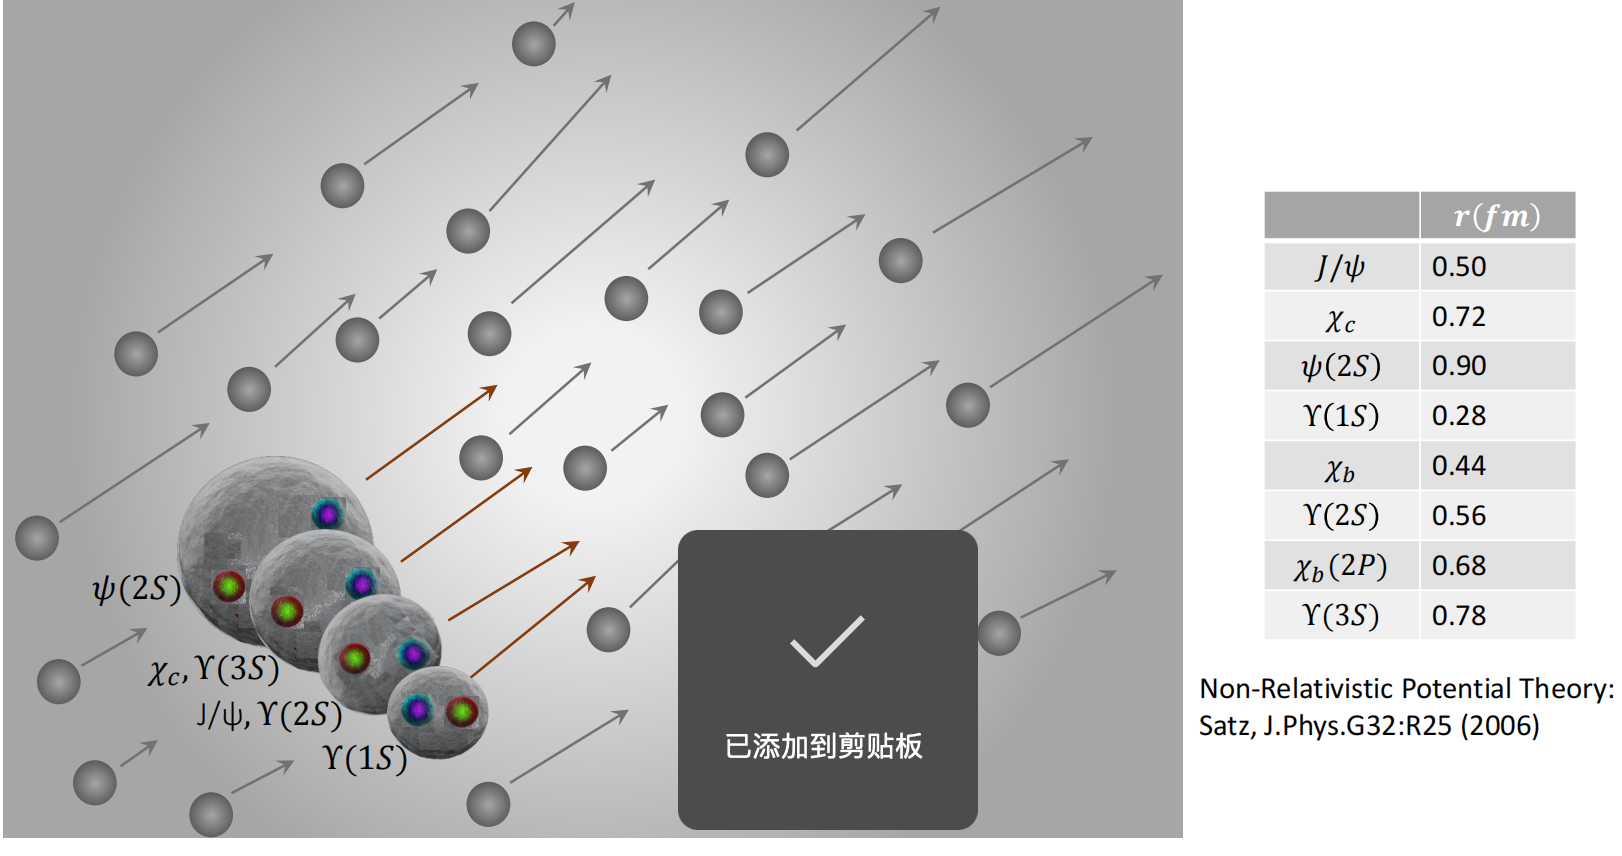 ψ(2S)
χc, ϒ(3S)
J/ψ, ϒ(2S)
ϒ(1S)
已添加到剪贴板
r(fm)
J/ψ 0.50
χc 0.72
ψ(2S) 0.90
ϒ(1S) 0.28
χb 0.44
ϒ(2S) 0.56
χb(2P) 0.68
ϒ(3S) 0.78
Non-Relativistic Potential Theory:
Satz, J.Phys.G32:R25 (2006)